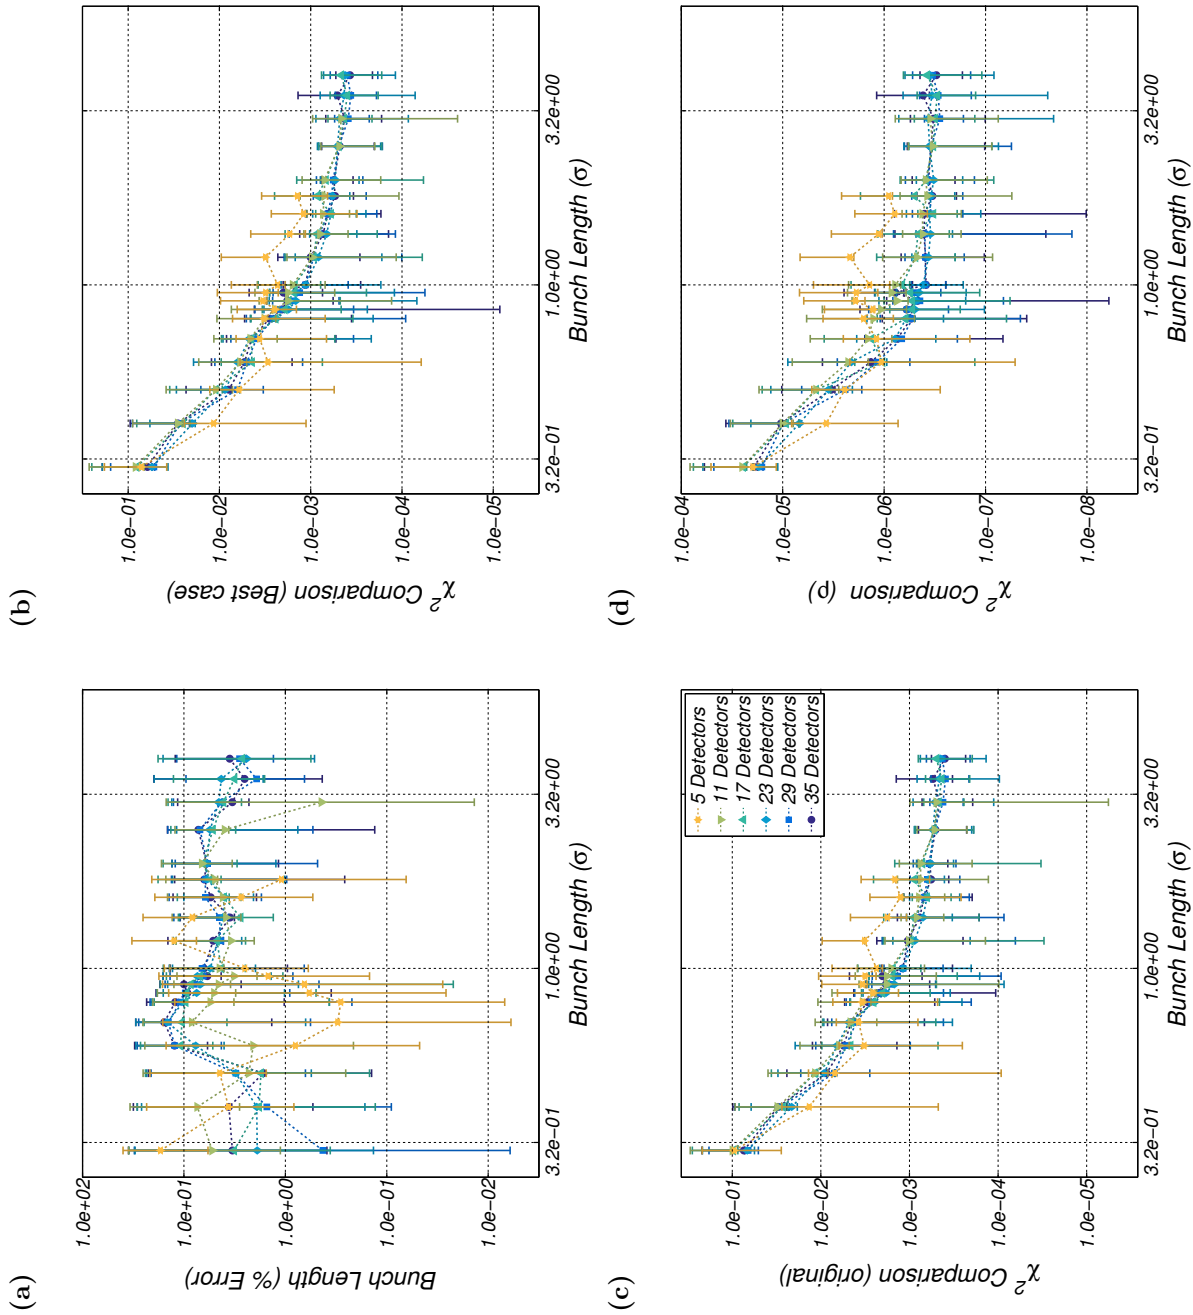 (a)
1.0e+02
1.0e+01
1.0e+00
1.0e-01
1.0e-02
Bunch Length (% Error)
3.2e-01
1.0e+00
3.2e+00
Bunch Length (σ)
(b)
1.0e-01
1.0e-02
1.0e-03
1.0e-04
1.0e-05
χ² Comparison (Best case)
3.2e-01
1.0e+00
3.2e+00
Bunch Length (σ)
(c)
1.0e-01
1.0e-02
1.0e-03
1.0e-04
1.0e-05
χ² Comparison (original)
3.2e-01
1.0e+00
3.2e+00
Bunch Length (σ)
5 Detectors
11 Detectors
17 Detectors
23 Detectors
29 Detectors
35 Detectors
(d)
1.0e-04
1.0e-05
1.0e-06
1.0e-07
1.0e-08
χ² Comparison (ρ)
3.2e-01
1.0e+00
3.2e+00
Bunch Length (σ)